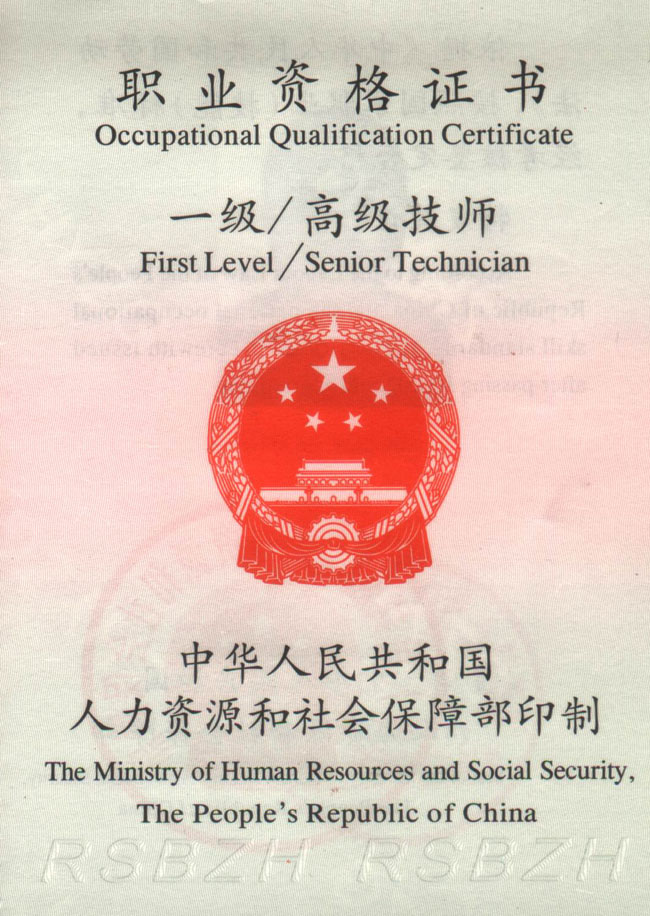 职业资格证书
Occupational Qualification Certificate
一级/高级技师
First Level/Senior Technician
中华人民共和国
人力资源和社会保障部印制
The Ministry of Human Resources and Social Security,
The People's Republic of China
RSBZH RSBZH